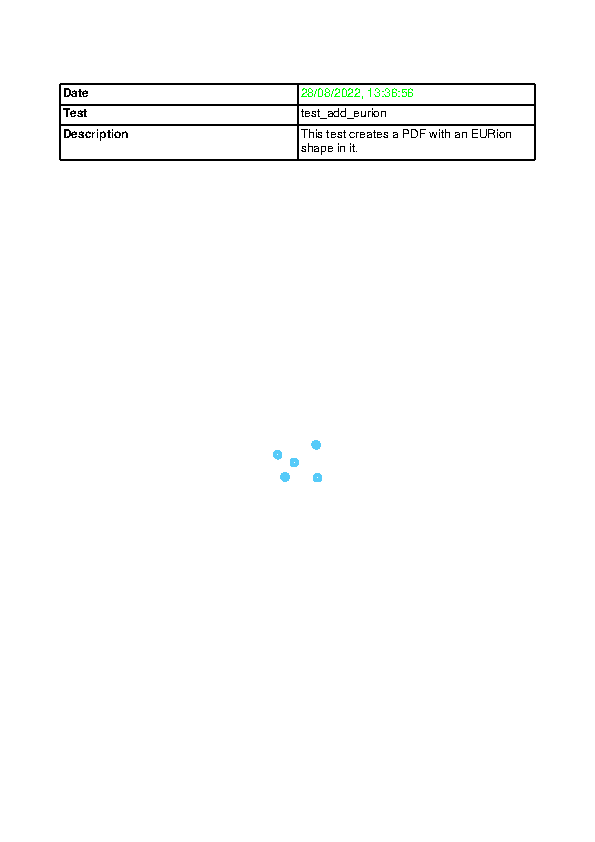 Date 28/08/2022, 13:36:56
Test test_add_eurion
Description This test creates a PDF with an EURion
shape in it.